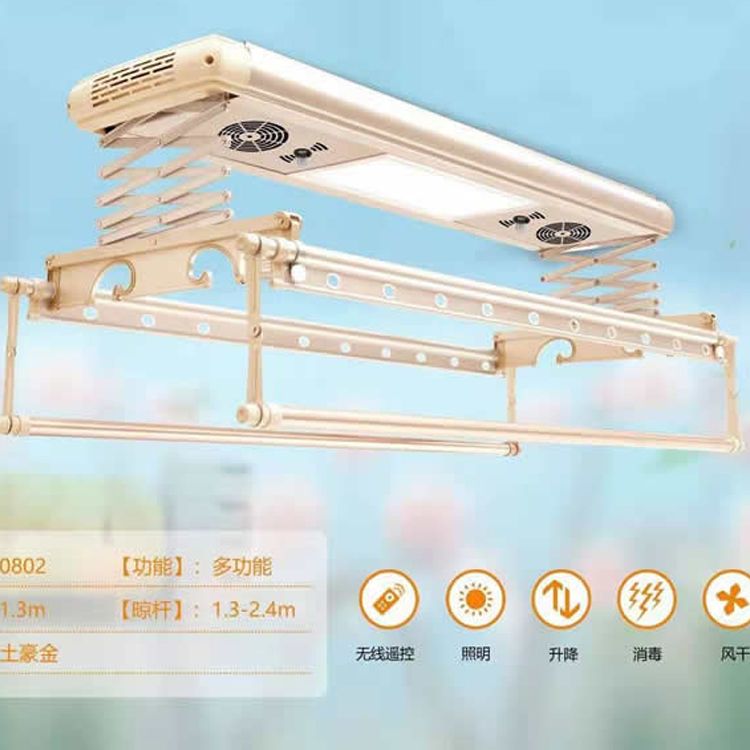 0802 【功能】：多功能
1.3m 【晾杆】：1.3-2.4m
土豪金
无线遥控 照明 升降 消毒 风干